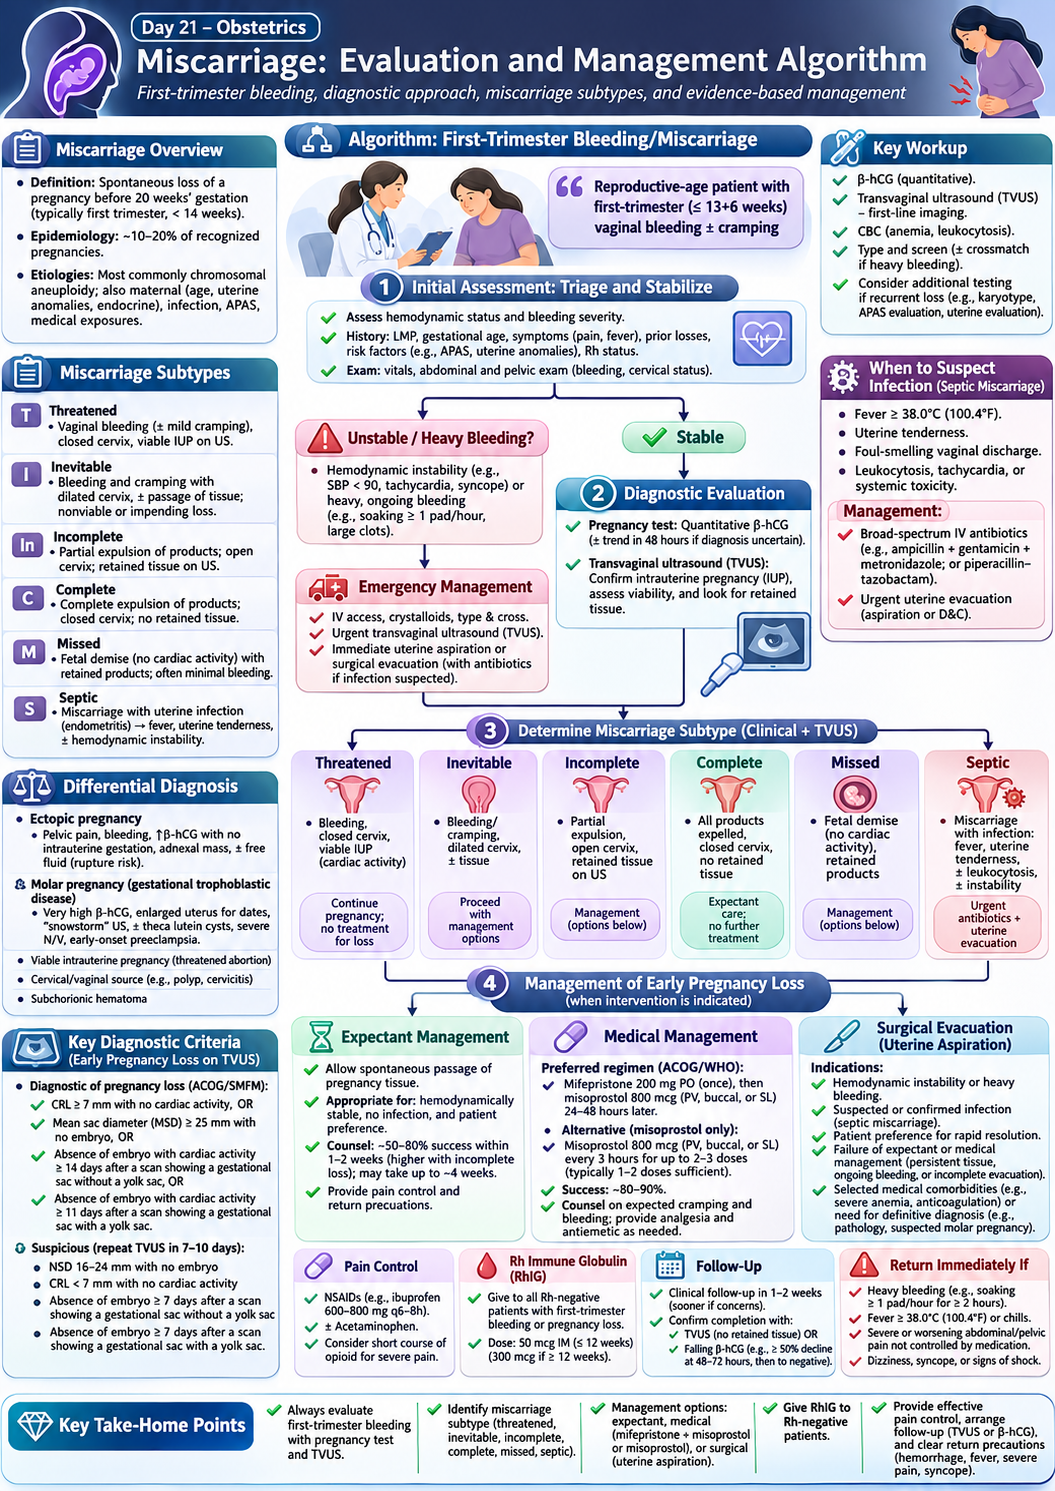 Day 21 – Obstetrics
Miscarriage: Evaluation and Management Algorithm
First-trimester bleeding, diagnostic approach, miscarriage subtypes, and evidence-based management
Miscarriage Overview
• Definition: Spontaneous loss of a
pregnancy before 20 weeks' gestation
(typically first trimester, < 14 weeks).
• Epidemiology: ~10–20% of recognized
pregnancies.
• Etiologies: Most commonly chromosomal
aneuploidy; also maternal (age, uterine
anomalies, endocrine), infection, APAS,
medical exposures.
Miscarriage Subtypes
T
Threatened
• Vaginal bleeding (± mild cramping),
closed cervix, viable IUP on US.
I
Inevitable
• Bleeding and cramping with
dilated cervix, ± passage of tissue;
nonviable or impending loss.
In
Incomplete
• Partial expulsion of products; open
cervix; retained tissue on US.
C
Complete
• Complete expulsion of products;
closed cervix; no retained tissue.
M
Missed
• Fetal demise (no cardiac activity) with
retained products; often minimal bleeding.
S
Septic
• Miscarriage with uterine infection
(endometritis) → fever, uterine tenderness,
± hemodynamic instability.
Differential Diagnosis
• Ectopic pregnancy
• Pelvic pain, bleeding, ↑β-hCG with no
intrauterine gestation, adnexal mass, ± free
fluid (rupture risk).
Molar pregnancy (gestational trophoblastic
disease)
• Very high β-hCG, enlarged uterus for dates,
"snowstorm" US, ± theca lutein cysts, severe
N/V, early-onset preeclampsia.
• Viable intrauterine pregnancy (threatened abortion)
• Cervical/vaginal source (e.g., polyp, cervicitis)
• Subchorionic hematoma
Key Diagnostic Criteria
(Early Pregnancy Loss on TVUS)
• Diagnostic of pregnancy loss (ACOG/SMFM):
CRL ≥ 7 mm with no cardiac activity, OR
Mean sac diameter (MSD) ≥ 25 mm with
no embryo, OR
Absence of embryo with cardiac activity
≥ 14 days after a scan showing a gestational
sac without a yolk sac, OR
Absence of embryo with cardiac activity
≥ 11 days after a scan showing a gestational
sac with a yolk sac.
Suspicious (repeat TVUS in 7–10 days):
• NSD 16–24 mm with no embryo
• CRL < 7 mm with no cardiac activity
• Absence of embryo ≥ 7 days after a scan
showing a gestational sac without a yolk sac
• Absence of embryo ≥ 7 days after a scan
showing a gestational sac with a yolk sac.
Algorithm: First-Trimester Bleeding/Miscarriage
“ Reproductive-age patient with
first-trimester (≤ 13+6 weeks)
vaginal bleeding ± cramping
1 Initial Assessment: Triage and Stabilize
Assess hemodynamic status and bleeding severity.
History: LMP, gestational age, symptoms (pain, fever), prior losses,
risk factors (e.g., APAS, uterine anomalies), Rh status.
Exam: vitals, abdominal and pelvic exam (bleeding, cervical status).
Unstable / Heavy Bleeding?
• Hemodynamic instability (e.g.,
SBP < 90, tachycardia, syncope) or
heavy, ongoing bleeding
(e.g., soaking ≥ 1 pad/hour,
large clots).
Emergency Management
IV access, crystalloids, type & cross.
Urgent transvaginal ultrasound (TVUS).
Immediate uterine aspiration or
surgical evacuation (with antibiotics
if infection suspected).
Stable
2 Diagnostic Evaluation
Pregnancy test: Quantitative β-hCG
(± trend in 48 hours if diagnosis uncertain).
Transvaginal ultrasound (TVUS):
Confirm intrauterine pregnancy (IUP),
assess viability, and look for retained
tissue.
3 Determine Miscarriage Subtype (Clinical + TVUS)
Threatened
• Bleeding,
closed cervix,
viable IUP
(cardiac activity)
Continue
pregnancy;
no treatment
for loss
Inevitable
• Bleeding/
cramping,
dilated cervix,
± tissue
Proceed
with
management
options
Incomplete
• Partial
expulsion,
open cervix,
retained tissue
on US
Management
(options below)
Complete
• All products
expelled,
closed cervix,
no retained
tissue
Expectant
care;
no further
treatment
Missed
• Fetal demise
(no cardiac
activity),
retained
products
Management
(options below)
Septic
• Miscarriage
with infection:
fever, uterine
tenderness,
± leukocytosis,
± instability
Urgent
antibiotics +
uterine
evacuation
4 Management of Early Pregnancy Loss
(when intervention is indicated)
Expectant Management
Allow spontaneous passage of
pregnancy tissue.
Appropriate for: hemodynamically
stable, no infection, and patient
preference.
Counsel: ~50–80% success within
1–2 weeks (higher with incomplete
loss); may take up to ~4 weeks.
Provide pain control and
return precuations.
Medical Management
Preferred regimen (ACOG/WHO):
Mifepristone 200 mg PO (once), then
misoprostol 800 mcg (PV, buccal, or SL)
24–48 hours later.
• Alternative (misoprostol only):
Misoprostol 800 mcg (PV, buccal, or SL)
every 3 hours for up to 2–3 doses
(typically 1–2 doses sufficient).
Success: ~80–90%.
Counsel on expected cramping and
bleeding; provide analgesia and
antiemetic as needed.
Surgical Evacuation
(Uterine Aspiration)
Indications:
Hemodynamic instability or heavy
bleeding.
Suspected or confirmed infection
(septic miscarriage).
Patient preference for rapid resolution.
Failure of expectant or medical
management (persistent tissue,
ongoing bleeding, or incomplete evacuation).
Selected medical comorbidities (e.g.,
severe anemia, anticoagulation) or
need for definitive diagnosis (e.g.,
pathology, suspected molar pregnancy).
Pain Control
NSAIDs (e.g., ibuprofen
600–800 mg q6–8h).
± Acetaminophen.
Consider short course of
opioid for severe pain.
Rh Immune Globulin
(RhIG)
Give to all Rh-negative
patients with first-trimester
bleeding or pregnancy loss.
Dose: 50 mcg IM (≤ 12 weeks)
(300 mcg if ≥ 12 weeks).
Follow-Up
Clinical follow-up in 1–2 weeks
(sooner if concerns).
Confirm completion with:
TVUS (no retained tissue) OR
Falling β-hCG (e.g., ≥ 50% decline
at 48–72 hours, then to negative).
Return Immediately If
Heavy bleeding (e.g., soaking
≥ 1 pad/hour for ≥ 2 hours).
Fever ≥ 38.0°C (100.4°F) or chills.
Severe or worsening abdominal/pelvic
pain not controlled by medication.
Dizziness, syncope, or signs of shock.
Key Workup
β-hCG (quantitative).
Transvaginal ultrasound (TVUS)
– first-line imaging.
CBC (anemia, leukocytosis).
Type and screen (± crossmatch
if heavy bleeding).
Consider additional testing
if recurrent loss (e.g., karyotype,
APAS evaluation, uterine evaluation).
When to Suspect
Infection (Septic Miscarriage)
• Fever ≥ 38.0°C (100.4°F).
• Uterine tenderness.
• Foul-smelling vaginal discharge.
• Leukocytosis, tachycardia, or
systemic toxicity.
Management:
Broad-spectrum IV antibiotics
(e.g., ampicillin + gentamicin +
metronidazole; or piperacillin–
tazobactam).
Urgent uterine evacuation
(aspiration or D&C).
Key Take-Home Points
Always evaluate
first-trimester bleeding
with pregnancy test
and TVUS.
Identify miscarriage
subtype (threatened,
inevitable, incomplete,
complete, missed, septic).
Management options:
expectant, medical
(mifepristone + misoprostol
or misoprostol), or surgical
(uterine aspiration).
Give RhIG to
Rh-negative
patients.
Provide effective
pain control, arrange
follow-up (TVUS or β-hCG),
and clear return precautions
(hemorrhage, fever, severe
pain, syncope).